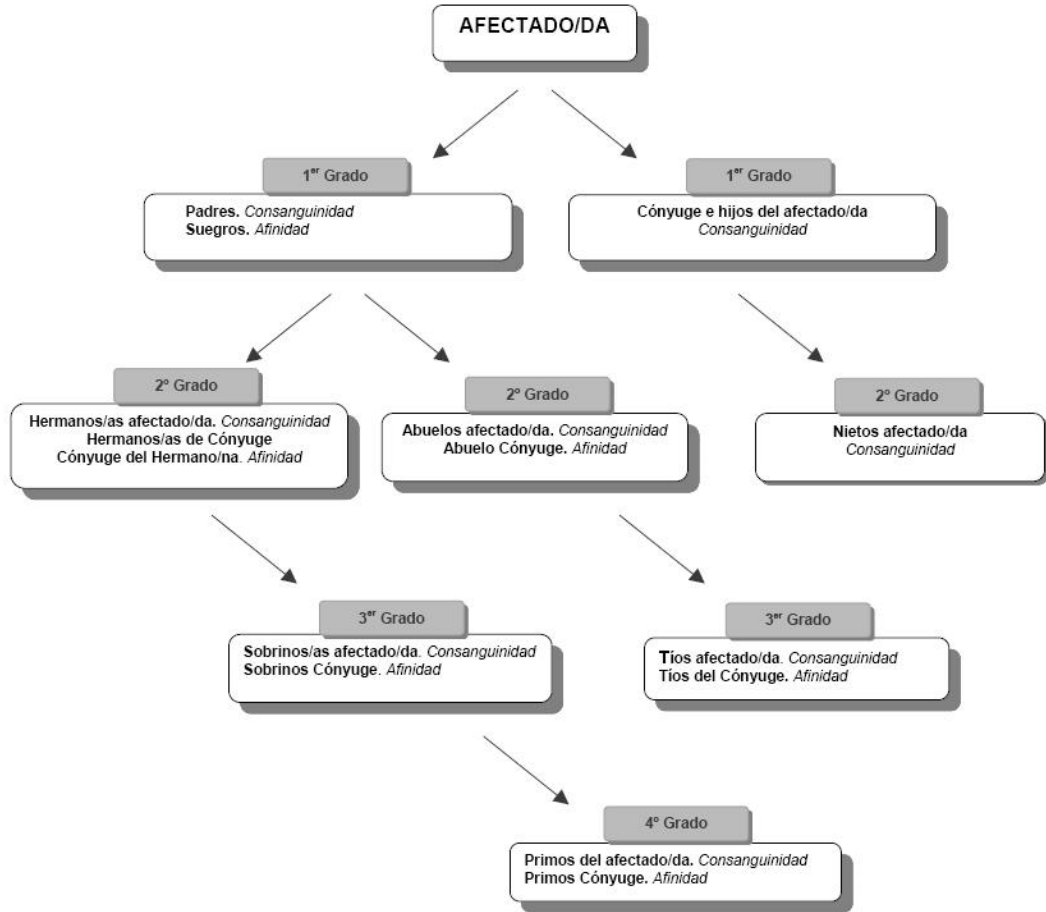 AFECTADO/DA
1er Grado
Padres. Consanguinidad
Suegros. Afinidad
1er Grado
Cónyuge e hijos del afectado/da
Consanguinidad
2º Grado
Hermanos/as afectado/da. Consanguinidad
Hermanos/as de Cónyuge
Cónyuge del Hermano/na. Afinidad
2º Grado
Abuelos afectado/da. Consanguinidad
Abuelo Cónyuge. Afinidad
2º Grado
Nietos afectado/da
Consanguinidad
3er Grado
Sobrinos/as afectado/da. Consanguinidad
Sobrinos Cónyuge. Afinidad
3er Grado
Tíos afectado/da. Consanguinidad
Tíos del Cónyuge. Afinidad
4º Grado
Primos del afectado/da. Consanguinidad
Primos Cónyuge. Afinidad